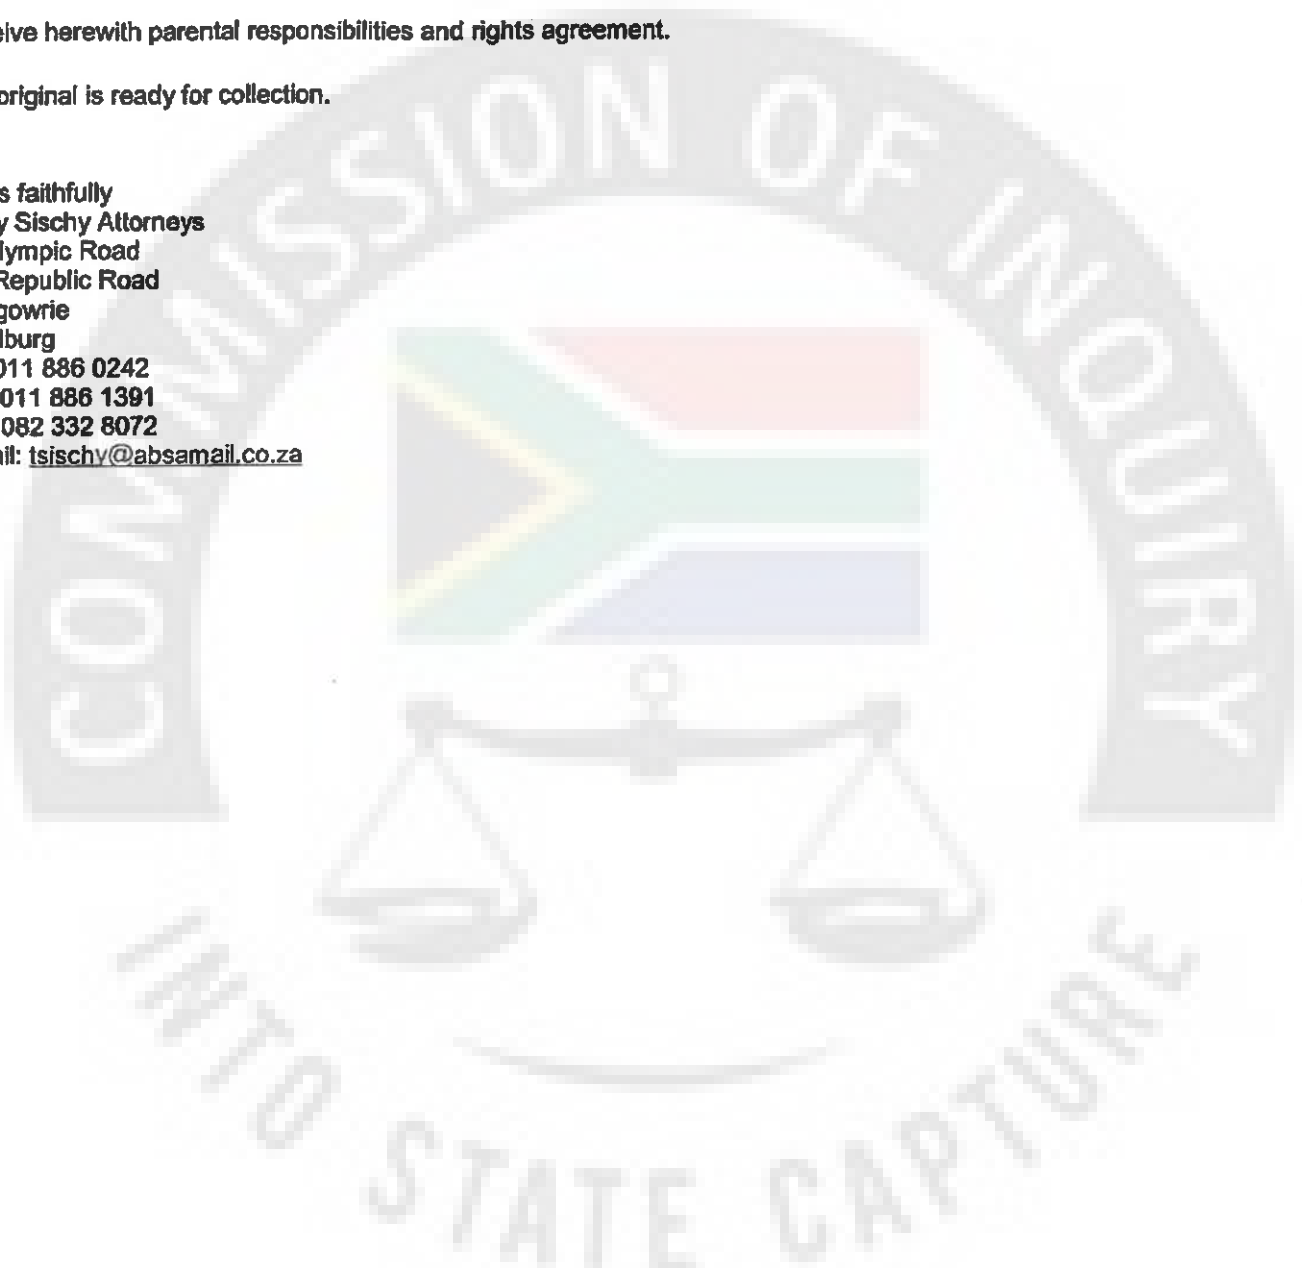 eive herewith parental responsibilities and rights agreement.
original is ready for collection.
s faithfully
y Sischy Attorneys
lympic Road
Republic Road
gowrie
lburg
011 886 0242
011 886 1391
082 332 8072
ail: tsischy@absamail.co.za
COMMISSION OF INQUIRY
INTO STATE CAPTURE